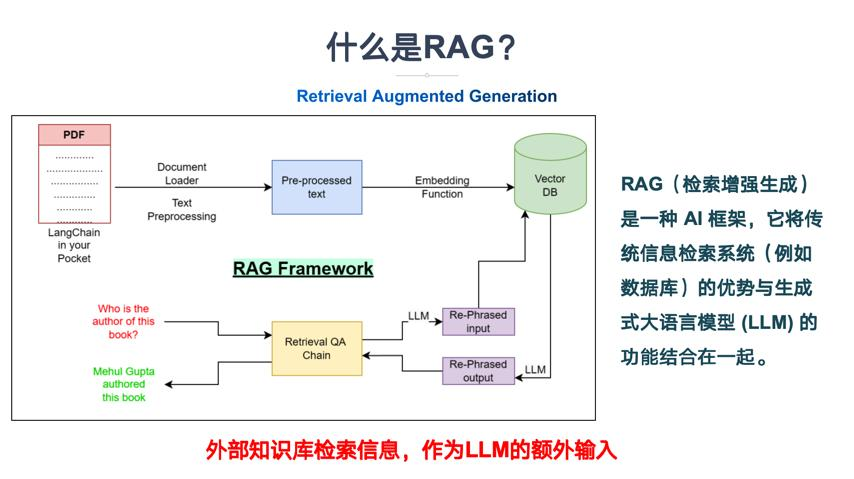 什么是RAG？
Retrieval Augmented Generation
PDF
LangChain
in your
Pocket
Document
Loader
Text
Preprocessing
Pre-processed
text
Embedding
Function
Vector
DB
RAG Framework
Who is the
author of this
book?
Mehul Gupta
authored
this book
Retrieval QA
Chain
LLM
Re-Phrased
input
Re-Phrased
output
LLM
RAG（检索增强生成）
是一种 AI 框架，它将传
统信息检索系统（例如
数据库）的优势与生成
式大语言模型 (LLM) 的
功能结合在一起。
外部知识库检索信息，作为LLM的额外输入